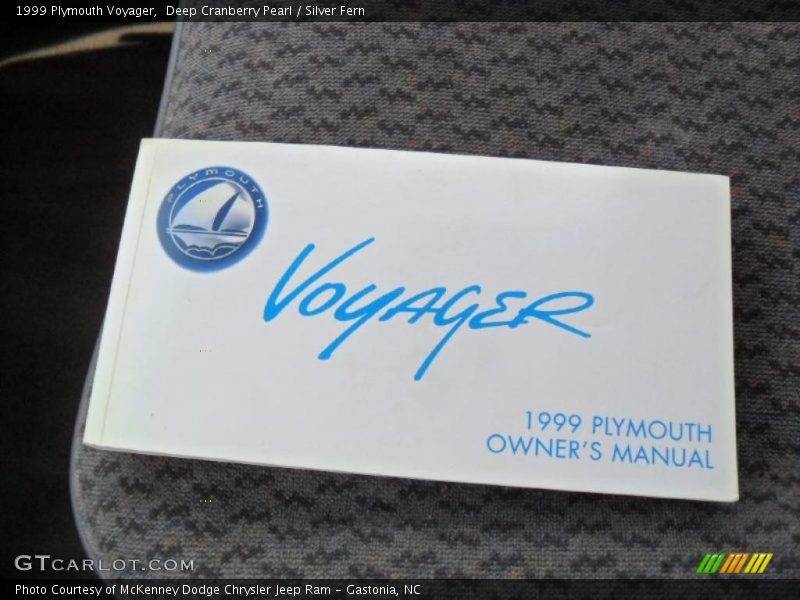 1999 Plymouth Voyager,  Deep Cranberry Pearl / Silver Fern
PLYMOUTH
VOYAGER
1999 PLYMOUTH
OWNER'S MANUAL
GTCARLOT.COM
Photo Courtesy of McKenney Dodge Chrysler Jeep Ram - Gastonia, NC